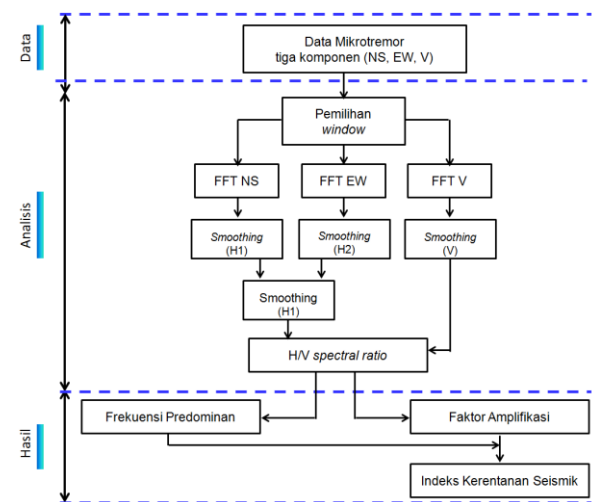 Data
Data Mikrotremor
tiga komponen (NS, EW, V)
Analisis
Pemilihan
window
FFT NS
FFT EW
FFT V
Smoothing
(H1)
Smoothing
(H2)
Smoothing
(V)
Smoothing
(H1)
H/V spectral ratio
Hasil
Frekuensi Predominan
Faktor Amplifikasi
Indeks Kerentanan Seismik